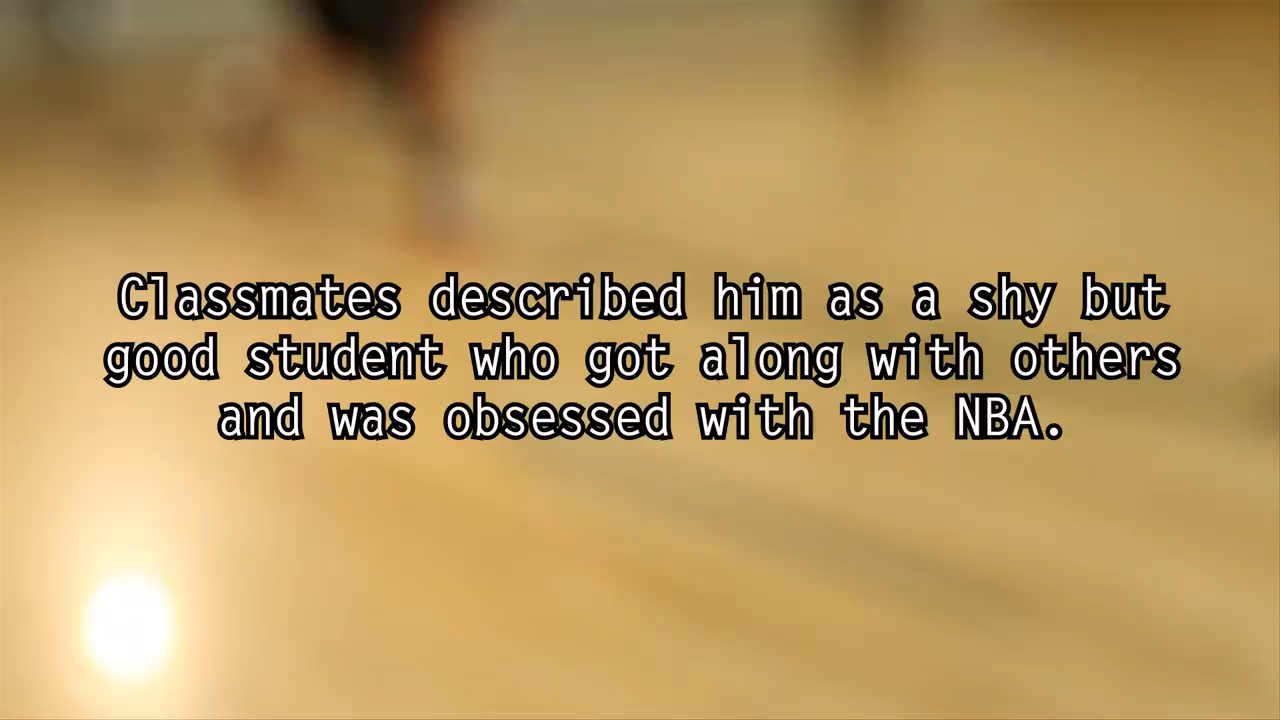 Classmates described him as a shy but
good student who got along with others
and was obsessed with the NBA.